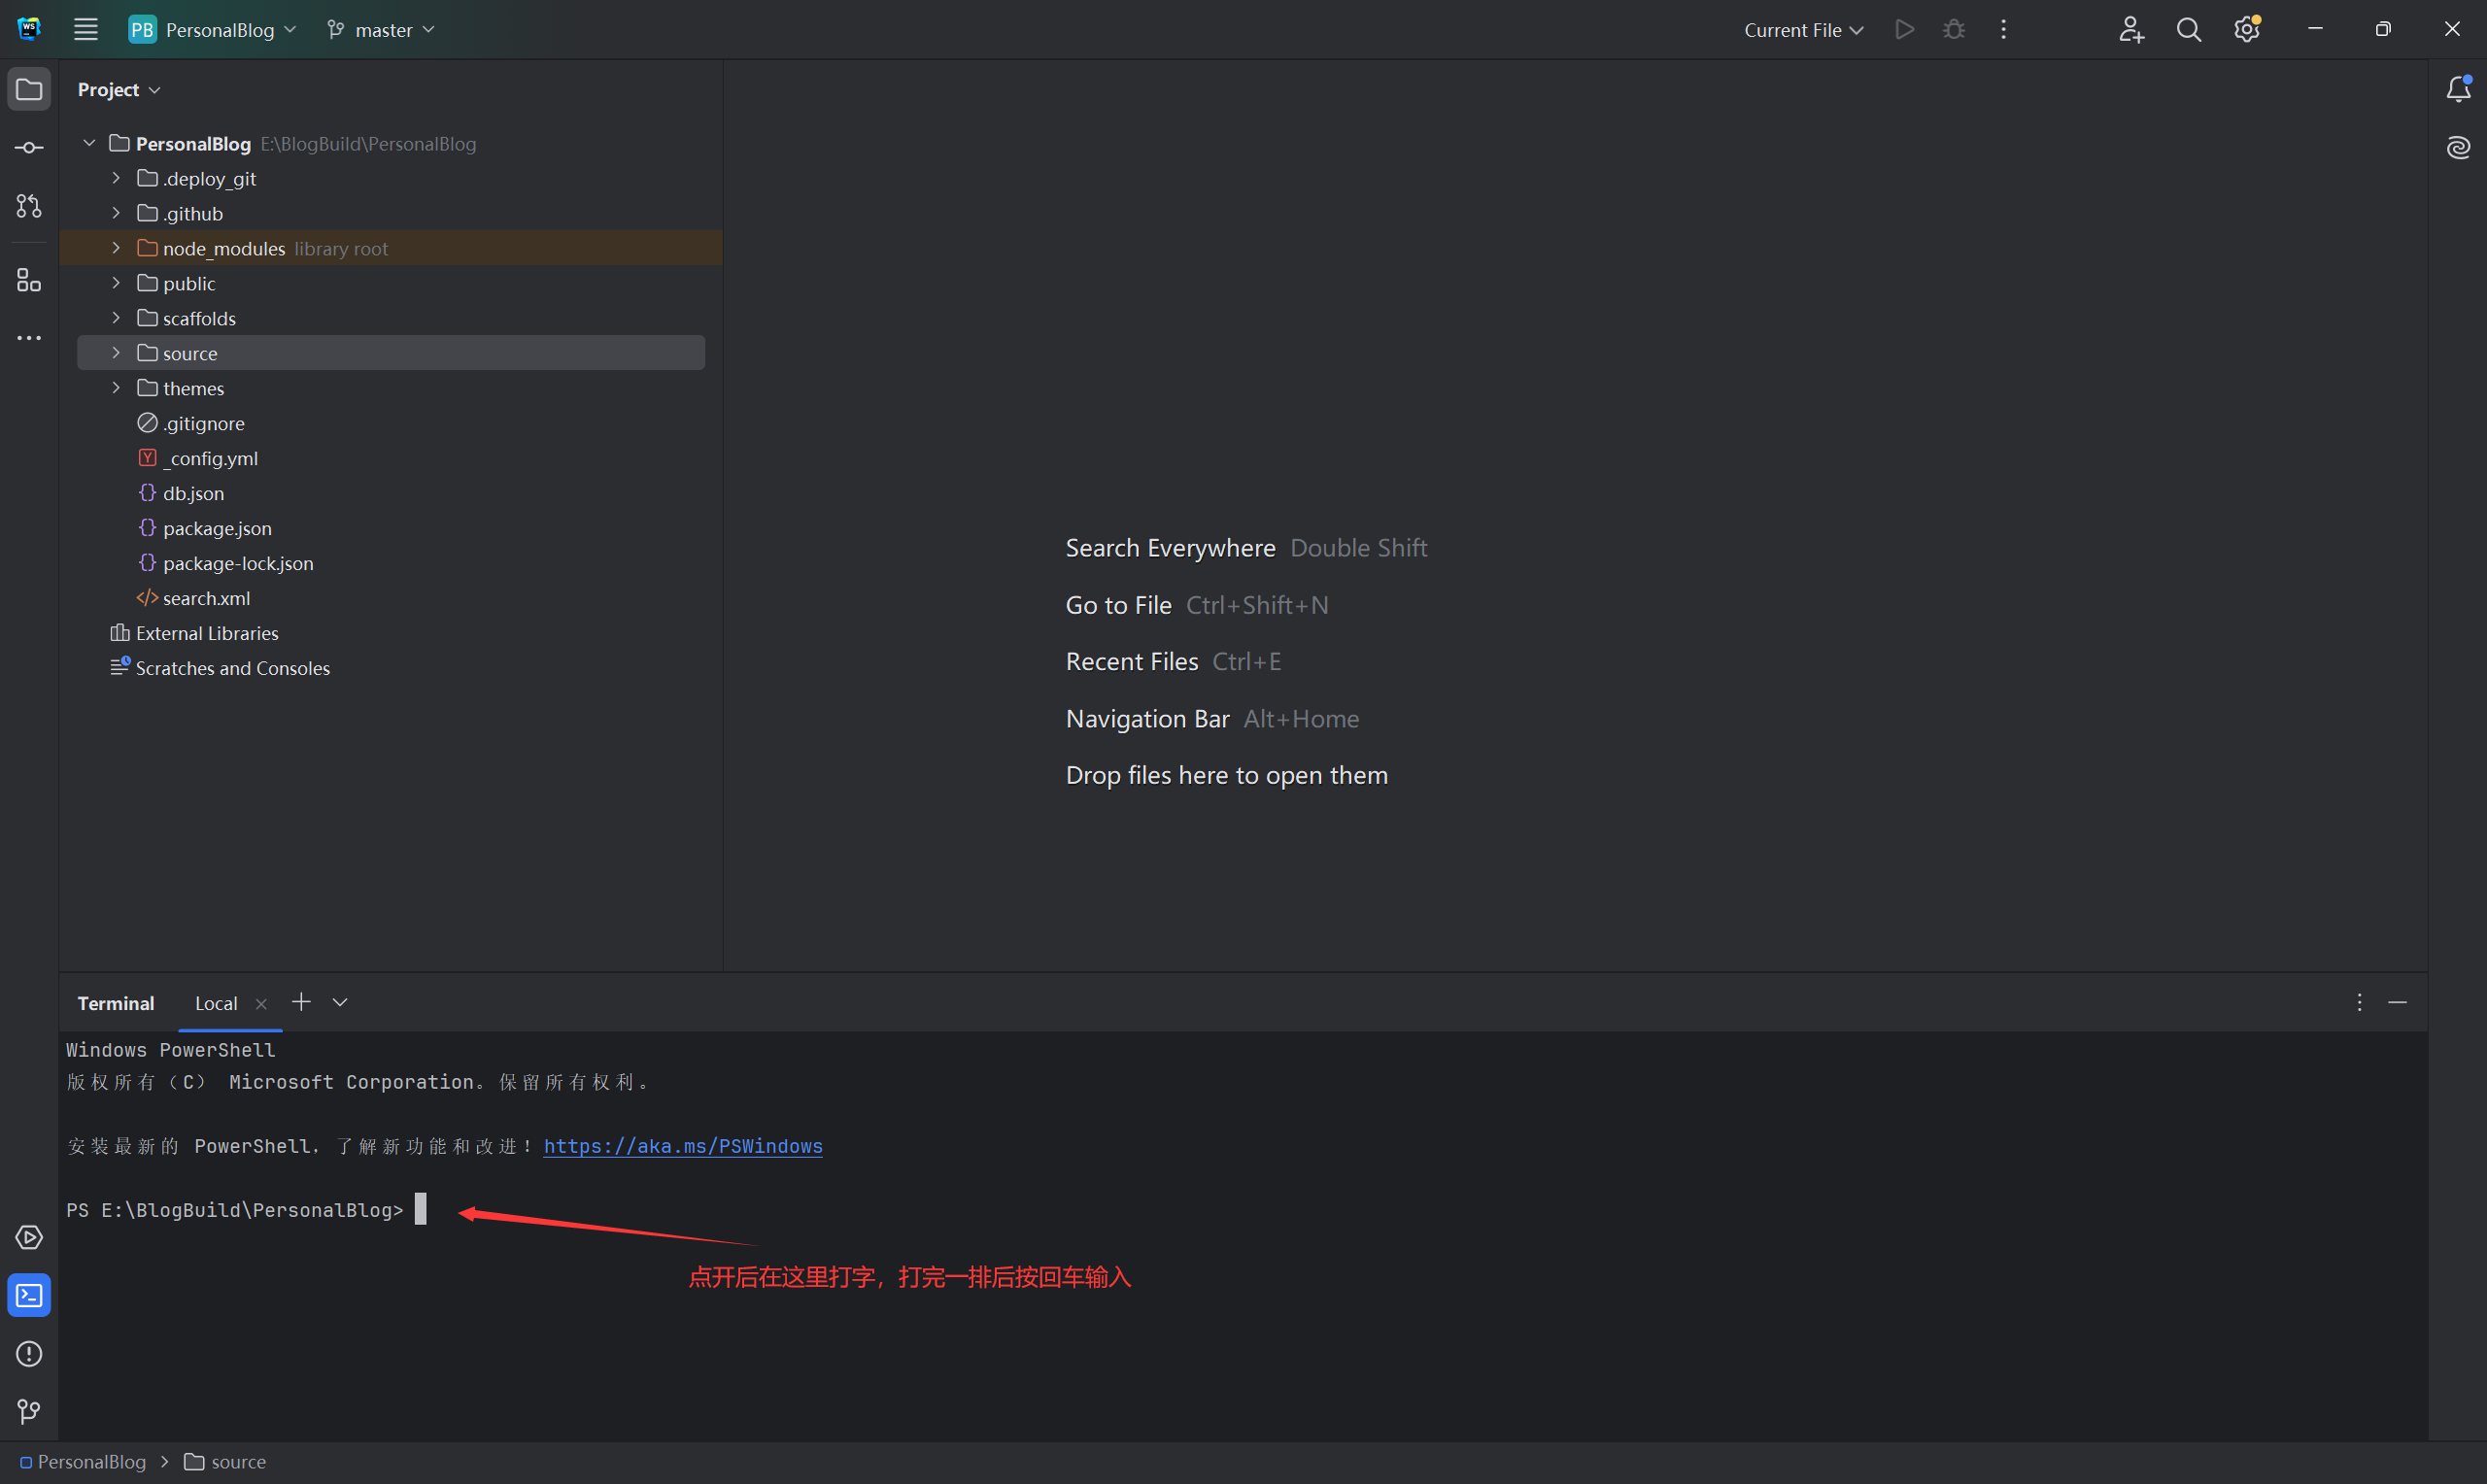 WS
PB PersonalBlog
master
Current File
Project
PersonalBlog E:\BlogBuild\PersonalBlog
.deploy_git
.github
node_modules library root
public
scaffolds
source
themes
.gitignore
_config.yml
db.json
package.json
package-lock.json
search.xml
External Libraries
Scratches and Consoles
Search Everywhere Double Shift
Go to File Ctrl+Shift+N
Recent Files Ctrl+E
Navigation Bar Alt+Home
Drop files here to open them
Terminal Local
Windows PowerShell
版权所有（C） Microsoft Corporation。保留所有权利。
安装最新的 PowerShell，了解新功能和改进！https://aka.ms/PSWindows
PS E:\BlogBuild\PersonalBlog>
点开后在这里打字，打完一排后按回车输入
PersonalBlog > source